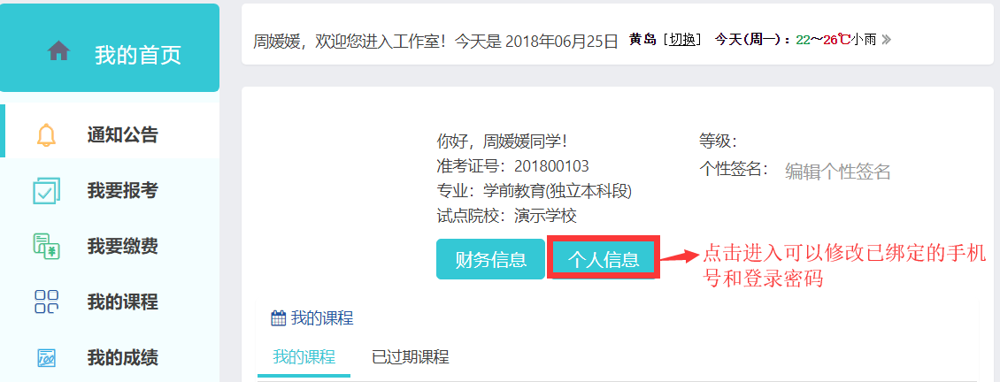 我的首页
通知公告
我要报考
我要缴费
我的课程
我的成绩
周媛媛，欢迎您进入工作室！今天是 2018年06月25日 黄岛 [切换] 今天(周一)：22～26℃小雨
你好，周媛媛同学！
准考证号：201800103
专业：学前教育(独立本科段)
试点院校：演示学校
等级：
个性签名： 编辑个性签名
财务信息 个人信息
点击进入可以修改已绑定的手机
号和登录密码
我的课程
我的课程 已过期课程